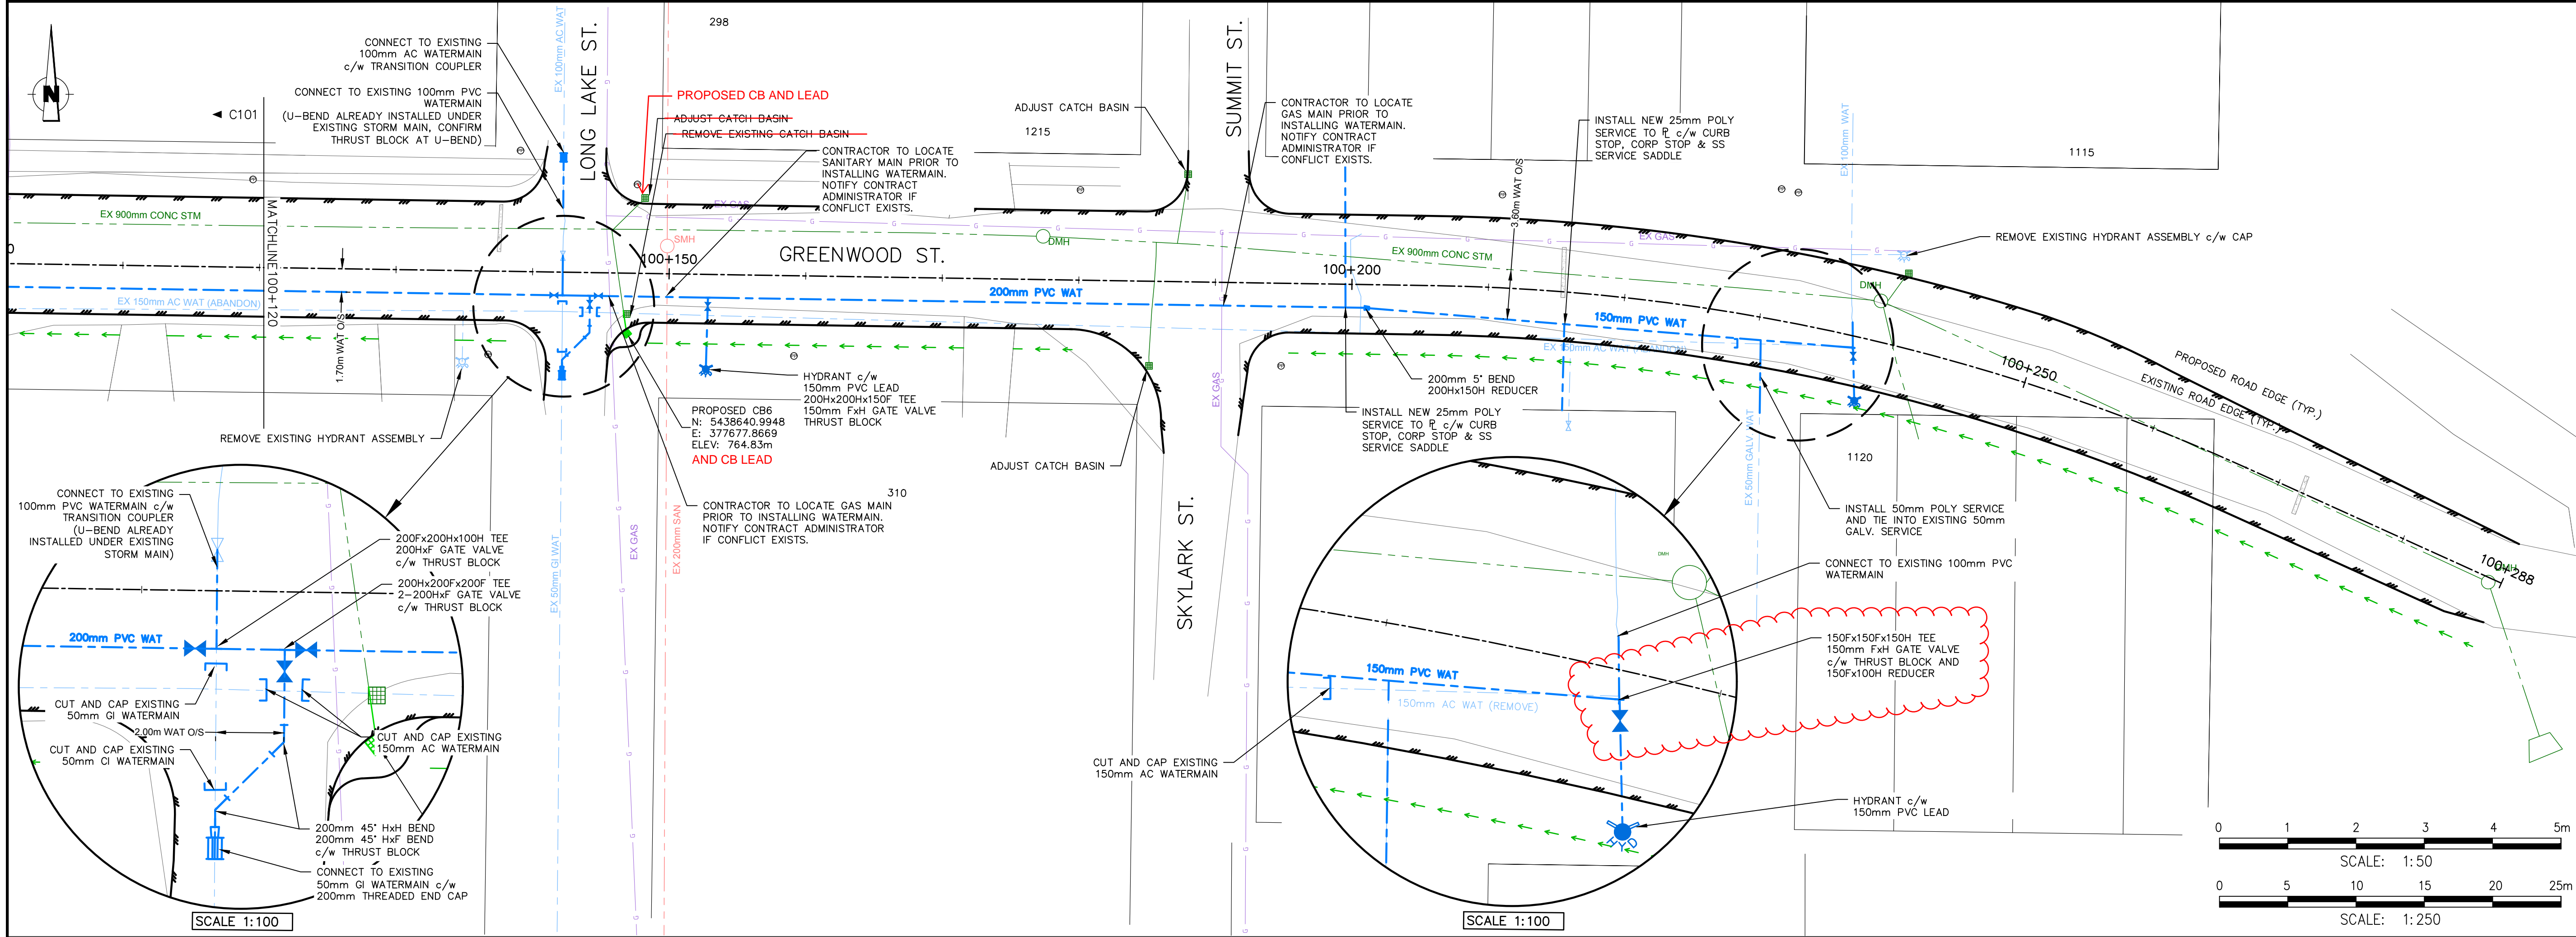 CONNECT TO EXISTING
100mm AC WATERMAIN
c/w TRANSITION COUPLER
CONNECT TO EXISTING 100mm PVC
WATERMAIN
(U-BEND ALREADY INSTALLED UNDER
EXISTING STORM MAIN, CONFIRM
THRUST BLOCK AT U-BEND)
N
◄ C101
EX 100mm AC WAT
LONG LAKE ST.
298
PROPOSED CB AND LEAD
ADJUST CATCH BASIN
REMOVE EXISTING CATCH BASIN
CONTRACTOR TO LOCATE
SANITARY MAIN PRIOR TO
INSTALLING WATERMAIN.
NOTIFY CONTRACT
ADMINISTRATOR IF
CONFLICT EXISTS.
ADJUST CATCH BASIN
1215
SUMMIT ST.
CONTRACTOR TO LOCATE
GAS MAIN PRIOR TO
INSTALLING WATERMAIN.
NOTIFY CONTRACT
ADMINISTRATOR IF
CONFLICT EXISTS.
INSTALL NEW 25mm POLY
SERVICE TO ℄ c/w CURB
STOP, CORP STOP & SS
SERVICE SADDLE
3.60m WAT O/S
EX 100mm WAT
1115
EX 900mm CONC STM
MATCHLINE 100+120
EX GAS
SMH
100+150
GREENWOOD ST.
DMH
EX 900mm CONC STM
100+200
EX GAS
DMH
REMOVE EXISTING HYDRANT ASSEMBLY c/w CAP
0
EX 150mm AC WAT (ABANDON)
200mm PVC WAT
150mm PVC WAT
EX 150mm AC WAT (ABANDON)
1.70m WAT O/S
100+250
PROPOSED ROAD EDGE (TYP.)
EXISTING ROAD EDGE (TYP.)
HYDRANT c/w
150mm PVC LEAD
200Hx200Hx150F TEE
150mm FxH GATE VALVE
THRUST BLOCK
200mm 5° BEND
200Hx150H REDUCER
PROPOSED CB6
N: 5438640.9948
E: 377677.8669
ELEV: 764.83m
AND CB LEAD
INSTALL NEW 25mm POLY
SERVICE TO ℄ c/w CURB
STOP, CORP STOP & SS
SERVICE SADDLE
REMOVE EXISTING HYDRANT ASSEMBLY
ADJUST CATCH BASIN
EX GAS
EX 50mm GALV. WAT
1120
CONNECT TO EXISTING
100mm PVC WATERMAIN c/w
TRANSITION COUPLER
(U-BEND ALREADY
INSTALLED UNDER EXISTING
STORM MAIN)
200Fx200Hx100H TEE
200HxF GATE VALVE
c/w THRUST BLOCK
200Hx200Fx200F TEE
2-200HxF GATE VALVE
c/w THRUST BLOCK
EX 50mm GI WAT
EX GAS
EX 200mm SAN
310
CONTRACTOR TO LOCATE GAS MAIN
PRIOR TO INSTALLING WATERMAIN.
NOTIFY CONTRACT ADMINISTRATOR
IF CONFLICT EXISTS.
SKYLARK ST.
INSTALL 50mm POLY SERVICE
AND TIE INTO EXISTING 50mm
GALV. SERVICE
DMH
CONNECT TO EXISTING 100mm PVC
WATERMAIN
100+288
DMH
200mm PVC WAT
150Fx150Fx150H TEE
150mm FxH GATE VALVE
c/w THRUST BLOCK AND
150Fx100H REDUCER
150mm PVC WAT
150mm AC WAT (REMOVE)
CUT AND CAP EXISTING
50mm GI WATERMAIN
2.00m WAT O/S
CUT AND CAP EXISTING
50mm CI WATERMAIN
CUT AND CAP EXISTING
150mm AC WATERMAIN
CUT AND CAP EXISTING
150mm AC WATERMAIN
HYDRANT c/w
150mm PVC LEAD
HYD
200mm 45° HxH BEND
200mm 45° HxF BEND
c/w THRUST BLOCK
CONNECT TO EXISTING
50mm GI WATERMAIN c/w
200mm THREADED END CAP
SCALE 1:100
SCALE 1:100
0 1 2 3 4 5m
SCALE: 1:50
0 5 10 15 20 25m
SCALE: 1:250